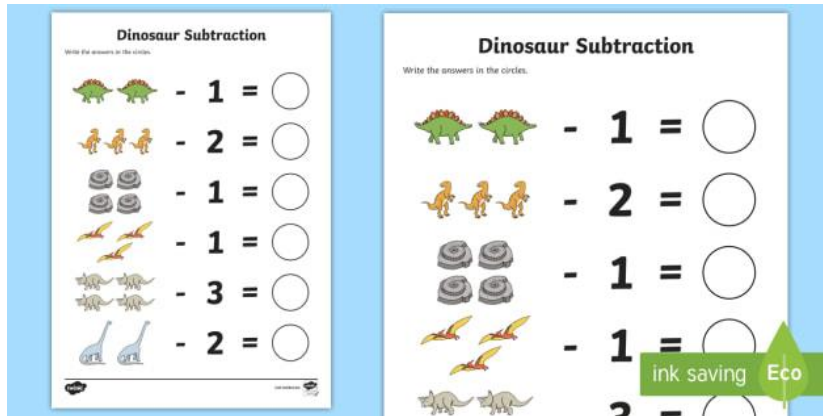 Dinosaur Subtraction
Write the answers in the circles.
- 1 =
- 2 =
- 1 =
- 1 =
- 3 =
- 2 =
twinkl
Dinosaur Subtraction
Write the answers in the circles.
- 1 =
- 2 =
- 1 =
- 1 =
ink saving Eco